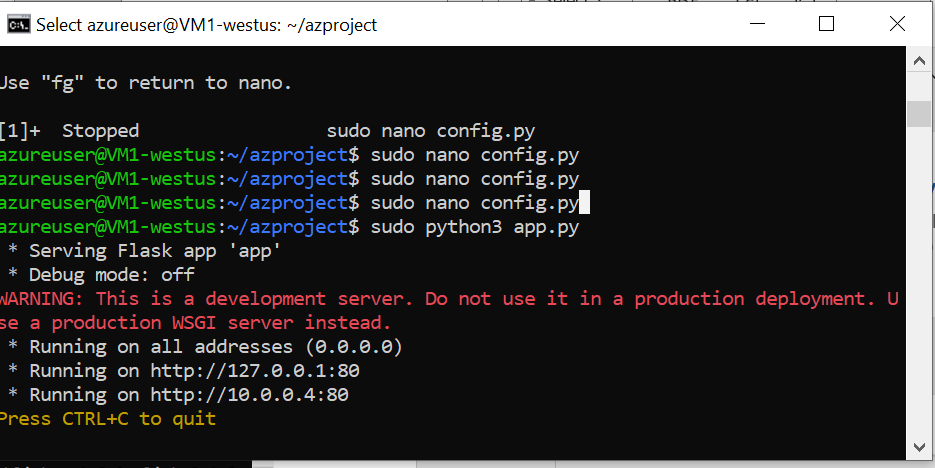 Select azureuser@VM1-westus: ~/azproject
Use "fg" to return to nano.
[1]+  Stopped                 sudo nano config.py
azureuser@VM1-westus:~/azproject$ sudo nano config.py
azureuser@VM1-westus:~/azproject$ sudo nano config.py
azureuser@VM1-westus:~/azproject$ sudo nano config.py
azureuser@VM1-westus:~/azproject$ sudo python3 app.py
 * Serving Flask app 'app'
 * Debug mode: off
WARNING: This is a development server. Do not use it in a production deployment. U
se a production WSGI server instead.
 * Running on all addresses (0.0.0.0)
 * Running on http://127.0.0.1:80
 * Running on http://10.0.0.4:80
Press CTRL+C to quit